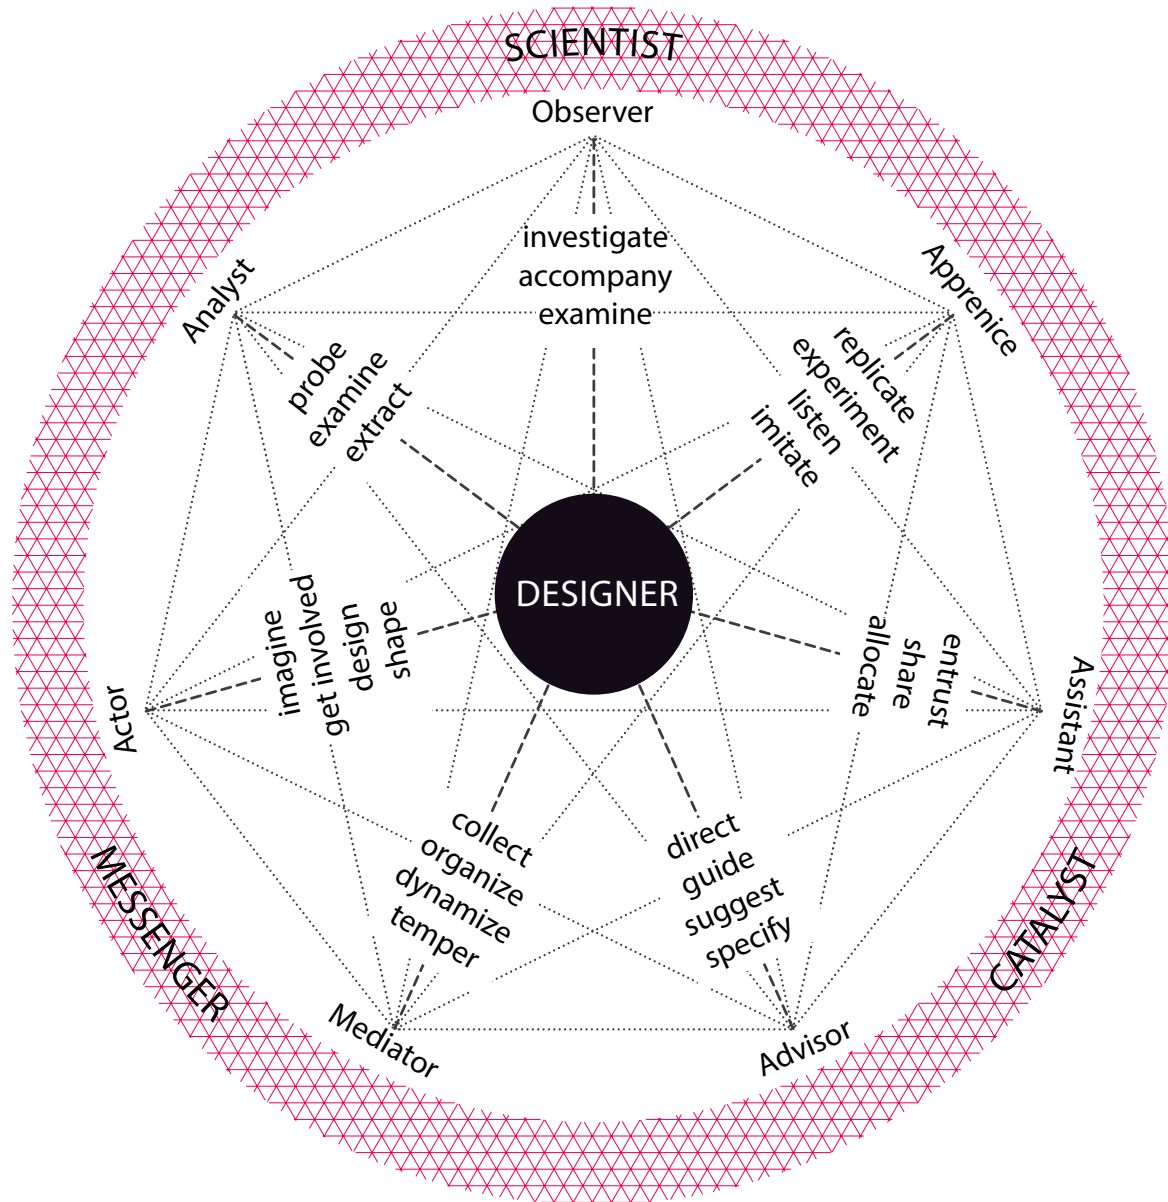 SCIENTIST
Observer
investigate
accompany
examine
Apprenice
replicate
experiment
listen
imitate
Analyst
probe
examine
extract
DESIGNER
Assistant
entrust
share
allocate
Actor
imagine
get involved
design
shape
Mediator
collect
organize
dynamize
temper
Advisor
direct
guide
suggest
specify
MESSENGER
CATALYST